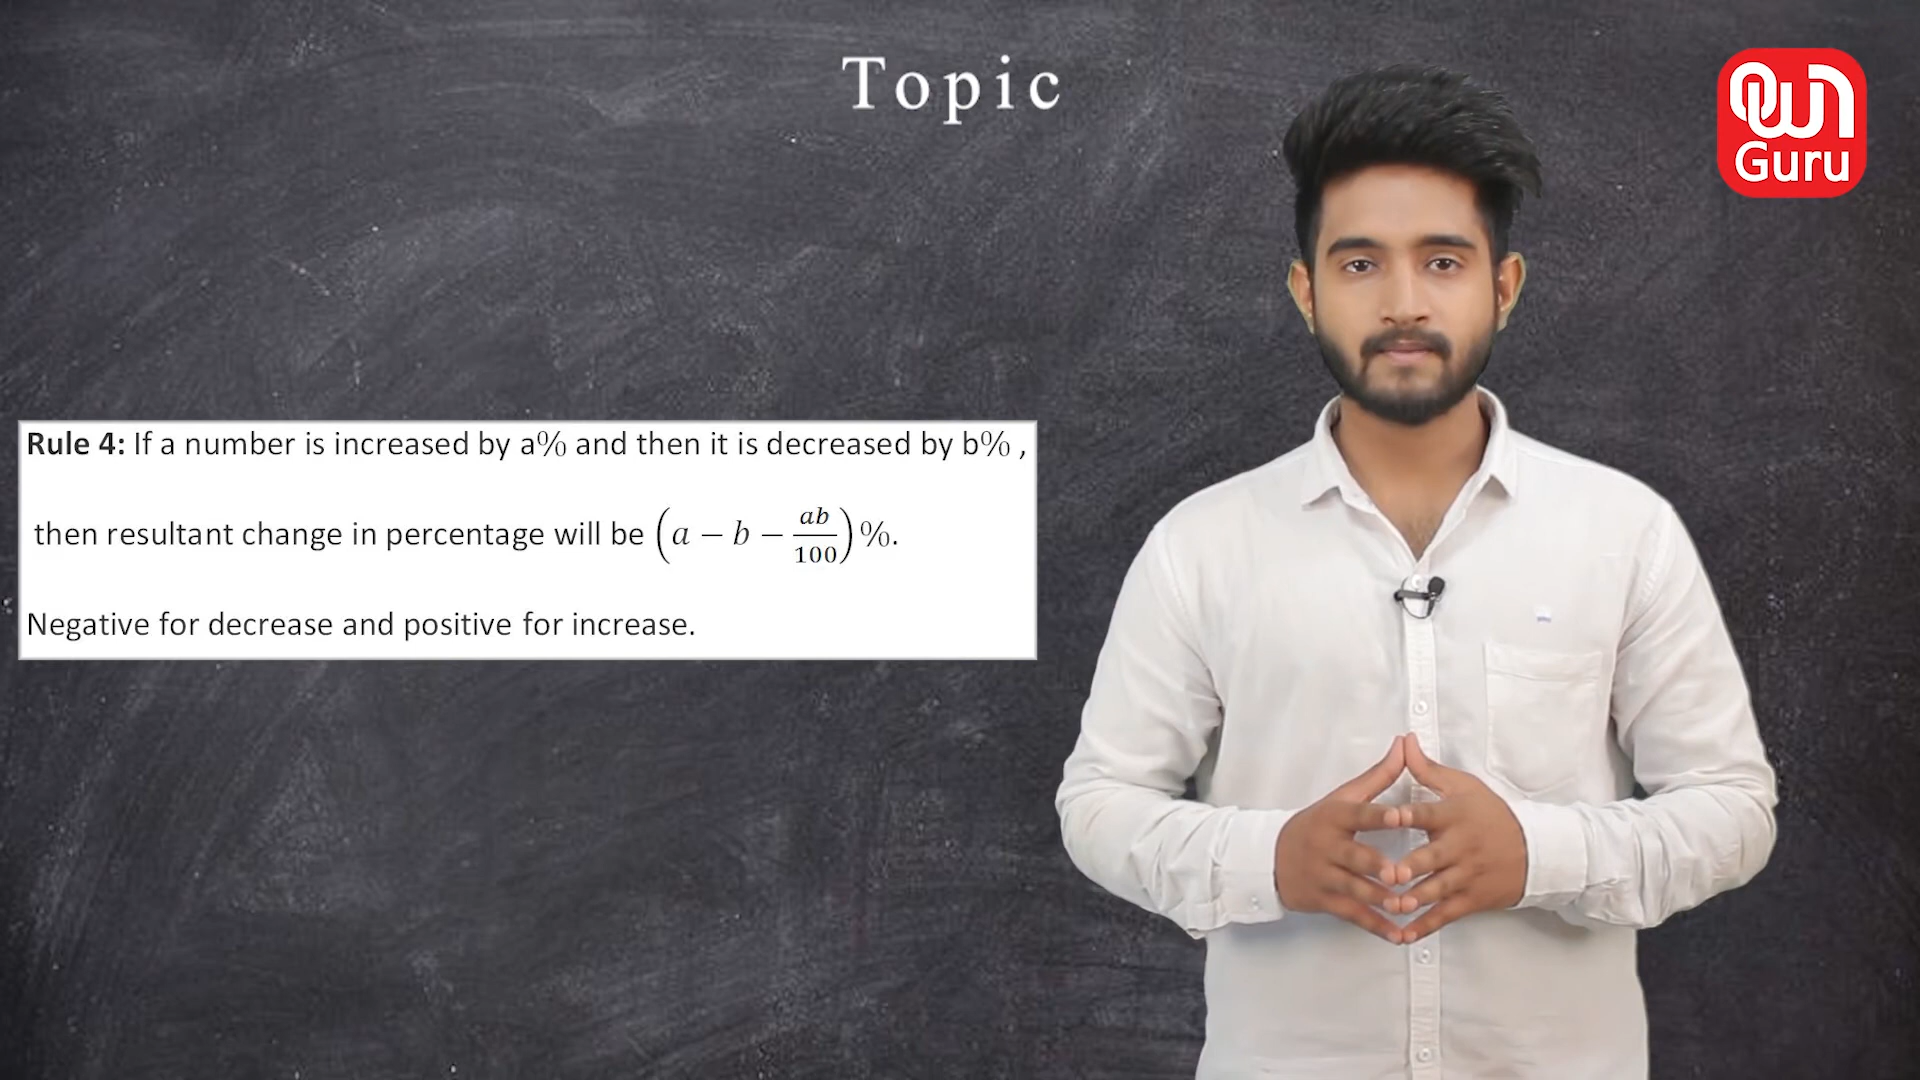 Topic
own
Guru
Rule 4: If a number is increased by a% and then it is decreased by b% ,
then resultant change in percentage will be (a − b − ab/100)%.
Negative for decrease and positive for increase.